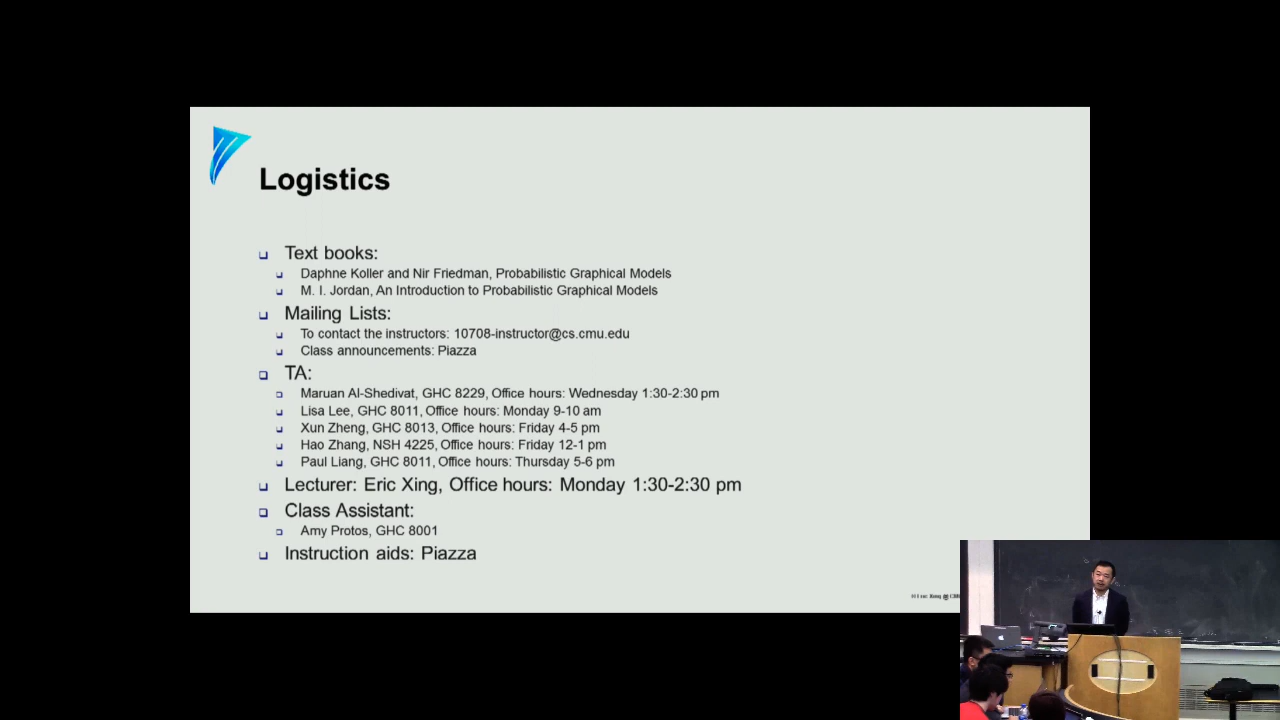 Logistics
Text books:
Daphne Koller and Nir Friedman, Probabilistic Graphical Models
M. I. Jordan, An Introduction to Probabilistic Graphical Models
Mailing Lists:
To contact the instructors: 10708-instructor@cs.cmu.edu
Class announcements: Piazza
TA:
Maruan Al-Shedivat, GHC 8229, Office hours: Wednesday 1:30-2:30 pm
Lisa Lee, GHC 8011, Office hours: Monday 9-10 am
Xun Zheng, GHC 8013, Office hours: Friday 4-5 pm
Hao Zhang, NSH 4225, Office hours: Friday 12-1 pm
Paul Liang, GHC 8011, Office hours: Thursday 5-6 pm
Lecturer: Eric Xing, Office hours: Monday 1:30-2:30 pm
Class Assistant:
Amy Protos, GHC 8001
Instruction aids: Piazza